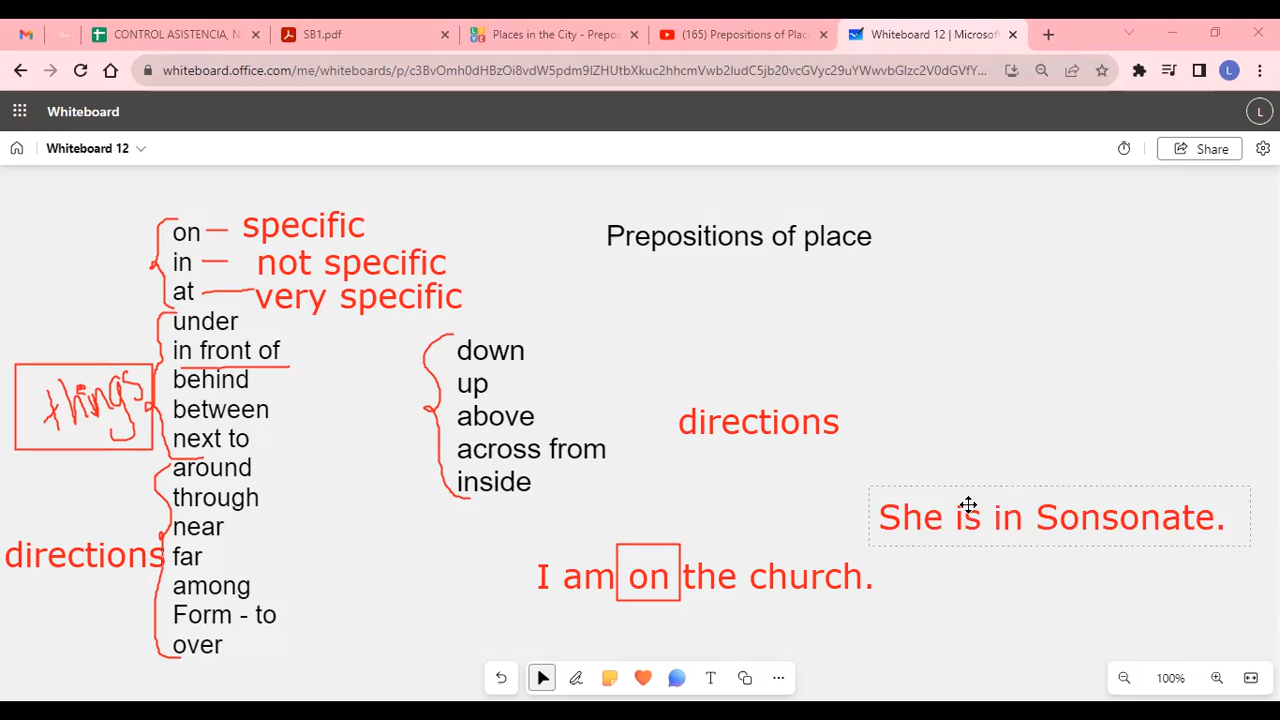 CONTROL ASISTENCIA, N
SB1.pdf
Places in the City - Prepos
(165) Prepositions of Plac
Whiteboard 12 | Microsof
whiteboard.office.com/me/whiteboards/p/
L
Whiteboard
L
Whiteboard 12
Share
on specific
in not specific
at very specific
Prepositions of place
under
in front of
behind
between
next to
things
around
through
near
far
among
Form - to
over
directions
down
up
above
across from
inside
directions
She is in Sonsonate.
I am on the church.
T
100%